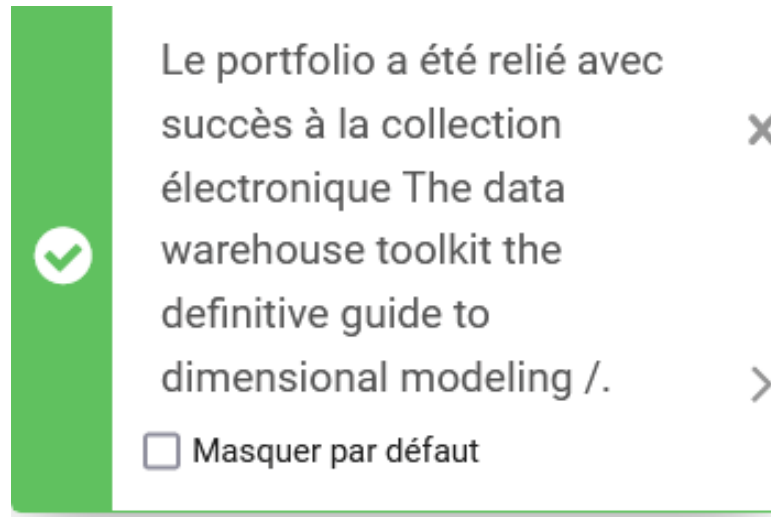 Le portfolio a été relié avec
succès à la collection
électronique The data
warehouse toolkit the
definitive guide to
dimensional modeling /.
Masquer par défaut